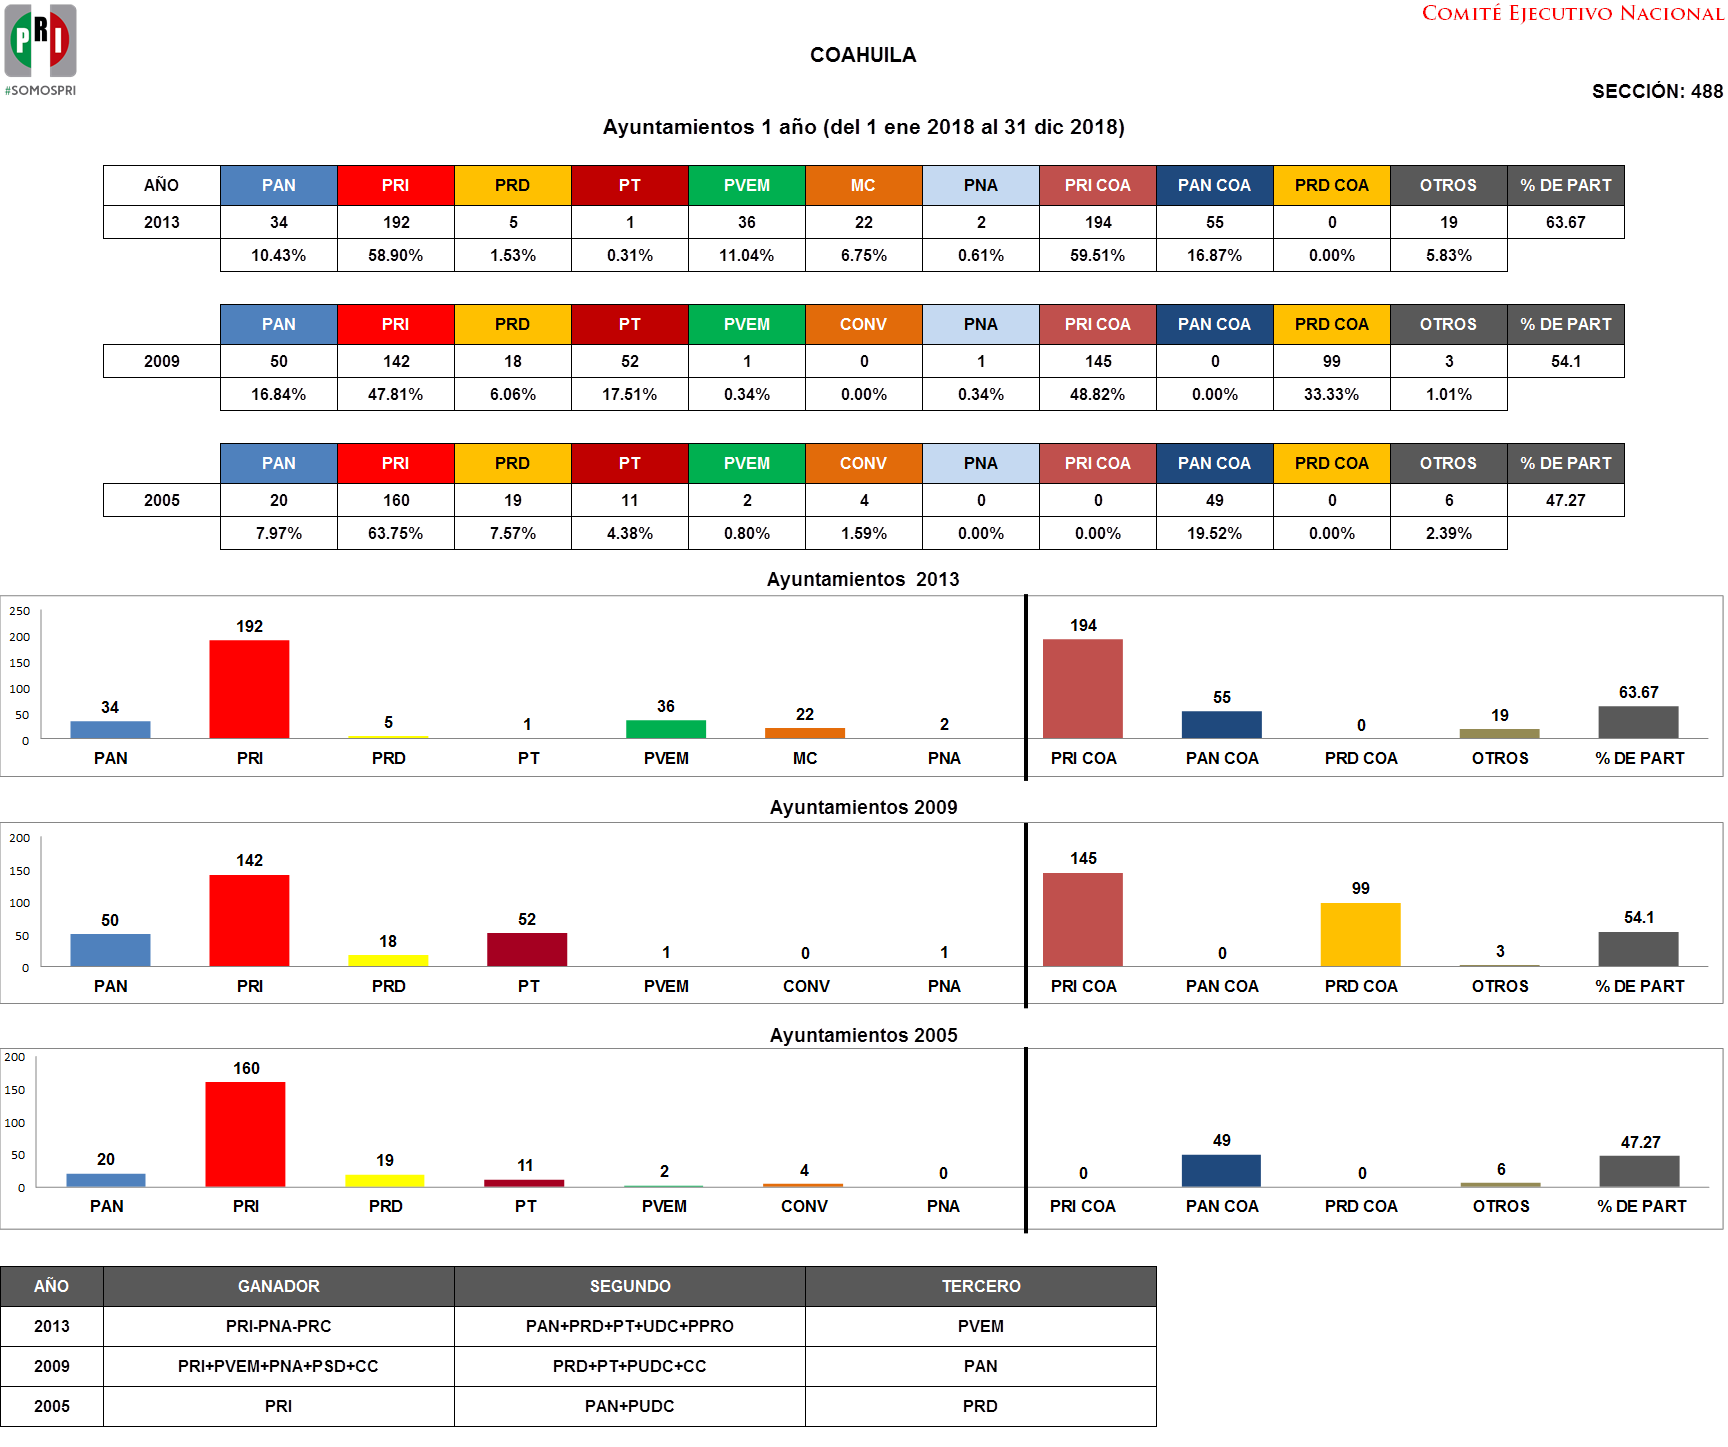 COMITÉ EJECUTIVO NACIONAL
PRI
#SOMOSPRI
COAHUILA
SECCIÓN: 488
Ayuntamientos 1 año (del 1 ene 2018 al 31 dic 2018)
AÑO PAN PRI PRD PT PVEM MC PNA PRI COA PAN COA PRD COA OTROS % DE PART
2013 34 192 5 1 36 22 2 194 55 0 19 63.67
10.43% 58.90% 1.53% 0.31% 11.04% 6.75% 0.61% 59.51% 16.87% 0.00% 5.83%
PAN PRI PRD PT PVEM CONV PNA PRI COA PAN COA PRD COA OTROS % DE PART
2009 50 142 18 52 1 0 1 145 0 99 3 54.1
16.84% 47.81% 6.06% 17.51% 0.34% 0.00% 0.34% 48.82% 0.00% 33.33% 1.01%
PAN PRI PRD PT PVEM CONV PNA PRI COA PAN COA PRD COA OTROS % DE PART
2005 20 160 19 11 2 4 0 0 49 0 6 47.27
7.97% 63.75% 7.57% 4.38% 0.80% 1.59% 0.00% 0.00% 19.52% 0.00% 2.39%
Ayuntamientos 2013
250
200
150
100
50
0
34 192 5 1 36 22 2 194 55 0 19 63.67
PAN PRI PRD PT PVEM MC PNA PRI COA PAN COA PRD COA OTROS % DE PART
Ayuntamientos 2009
200
150
100
50
0
50 142 18 52 1 0 1 145 0 99 3 54.1
PAN PRI PRD PT PVEM CONV PNA PRI COA PAN COA PRD COA OTROS % DE PART
Ayuntamientos 2005
200
150
100
50
0
20 160 19 11 2 4 0 0 49 0 6 47.27
PAN PRI PRD PT PVEM CONV PNA PRI COA PAN COA PRD COA OTROS % DE PART
AÑO GANADOR SEGUNDO TERCERO
2013 PRI-PNA-PRC PAN+PRD+PT+UDC+PPRO PVEM
2009 PRI+PVEM+PNA+PSD+CC PRD+PT+PUDC+CC PAN
2005 PRI PAN+PUDC PRD